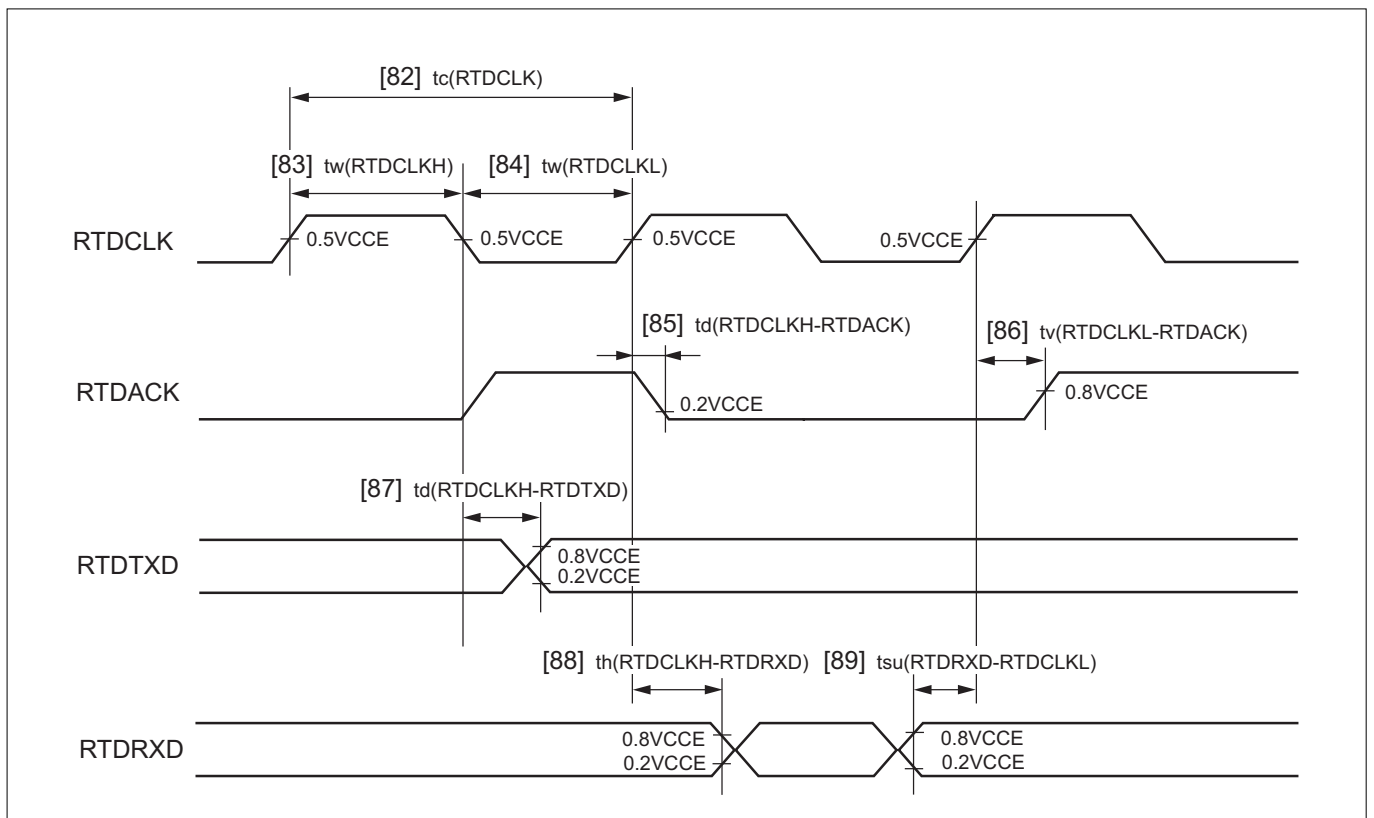 [82] tc(RTDCLK)
[83] tw(RTDCLKH) [84] tw(RTDCLKL)
RTDCLK 0.5VCCE 0.5VCCE 0.5VCCE 0.5VCCE
[85] td(RTDCLKH-RTDACK) [86] tv(RTDCLKL-RTDACK)
RTDACK 0.2VCCE 0.8VCCE
[87] td(RTDCLKH-RTDTXD)
RTDTXD
0.8VCCE
0.2VCCE
[88] th(RTDCLKH-RTDRXD) [89] tsu(RTDRXD-RTDCLKL)
RTDRXD
0.8VCCE 0.8VCCE
0.2VCCE 0.2VCCE